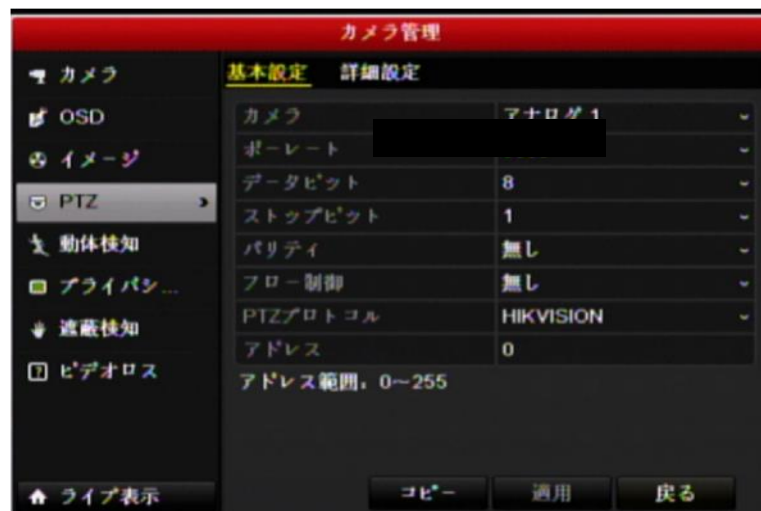 カメラ管理
カメラ
OSD
イメージ
PTZ
動体検知
プライバシ...
遮蔽検知
ビデオロス
ライブ表示
基本設定 詳細設定
カメラ アナログ 1
ボーレート
データビット 8
ストップビット 1
パリティ 無し
フロー制御 無し
PTZプロトコル HIKVISION
アドレス 0
アドレス範囲: 0~255
コピー 適用 戻る